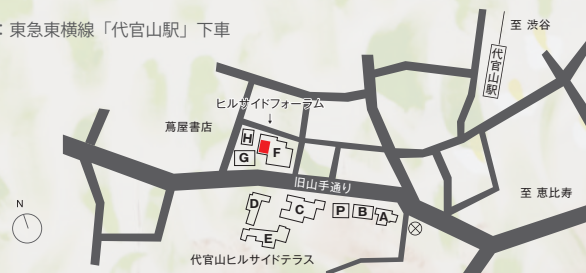 ：東急東横線「代官山駅」下車
至 渋谷
代官山駅
ヒルサイドフォーラム
↓
蔦屋書店
H
F
G
旧山手通り
至 恵比寿
N
D
C
P
B
A
E
代官山ヒルサイドテラス